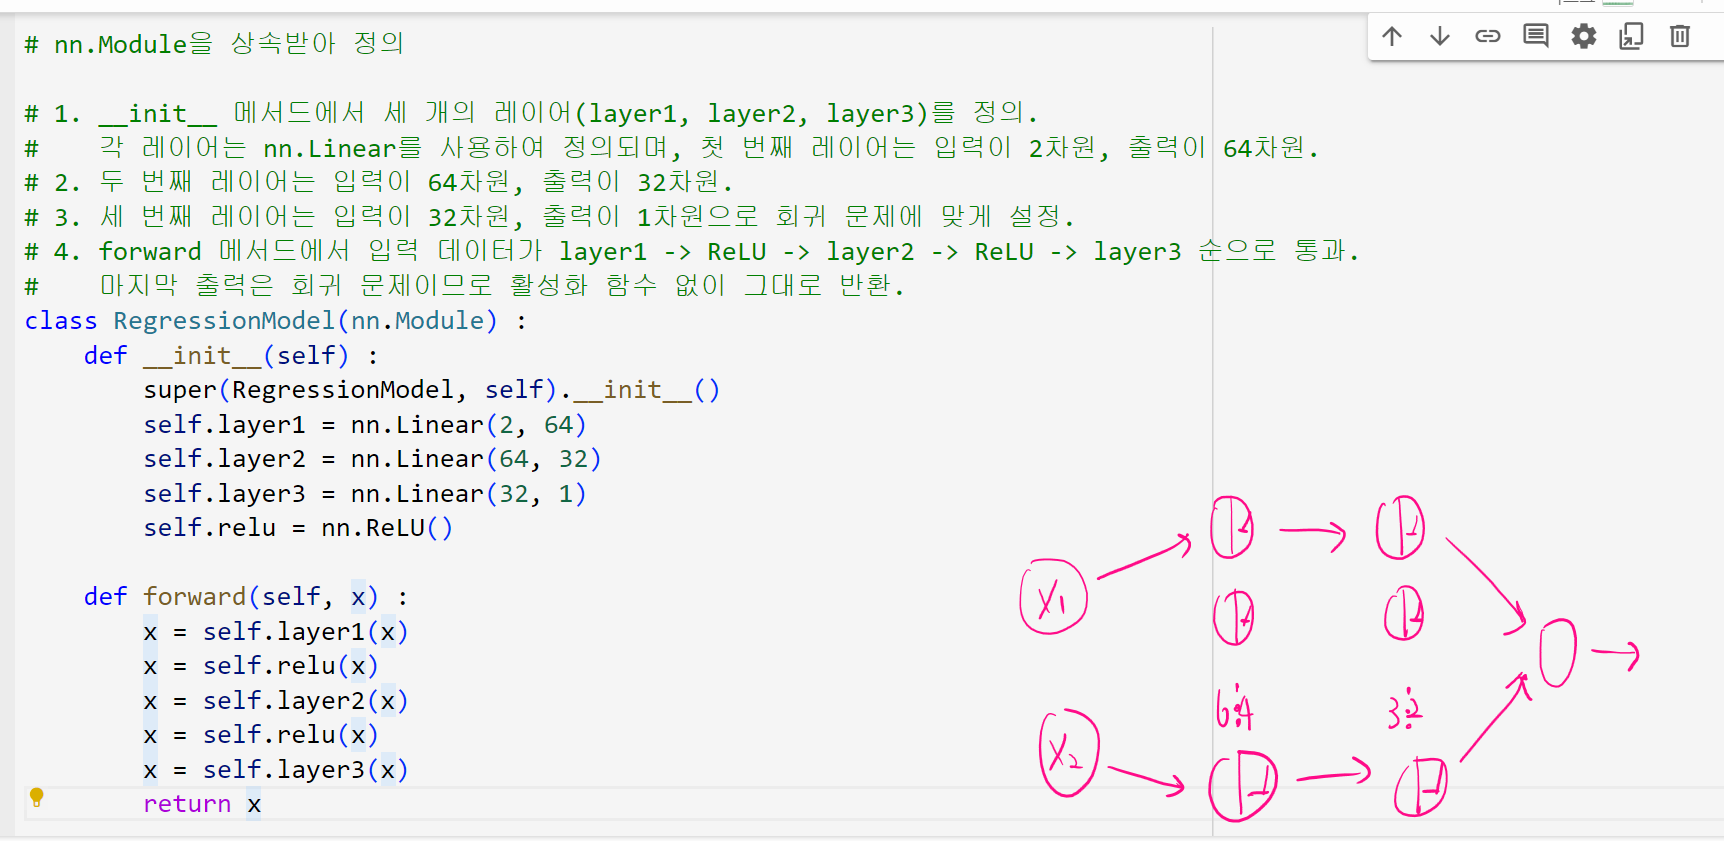 # nn.Module을 상속받아 정의
# 1. __init__ 메서드에서 세 개의 레이어(layer1, layer2, layer3)를 정의.
#    각 레이어는 nn.Linear를 사용하여 정의되며, 첫 번째 레이어는 입력이 2차원, 출력이 64차원.
# 2. 두 번째 레이어는 입력이 64차원, 출력이 32차원.
# 3. 세 번째 레이어는 입력이 32차원, 출력이 1차원으로 회귀 문제에 맞게 설정.
# 4. forward 메서드에서 입력 데이터가 layer1 -> ReLU -> layer2 -> ReLU -> layer3 순으로 통과.
#    마지막 출력은 회귀 문제이므로 활성화 함수 없이 그대로 반환.
class RegressionModel(nn.Module) :
    def __init__(self) :
        super(RegressionModel, self).__init__()
        self.layer1 = nn.Linear(2, 64)
        self.layer2 = nn.Linear(64, 32)
        self.layer3 = nn.Linear(32, 1)
        self.relu = nn.ReLU()
    def forward(self, x) :
        x = self.layer1(x)
        x = self.relu(x)
        x = self.layer2(x)
        x = self.relu(x)
        x = self.layer3(x)
        return x
X1
X2
64
32